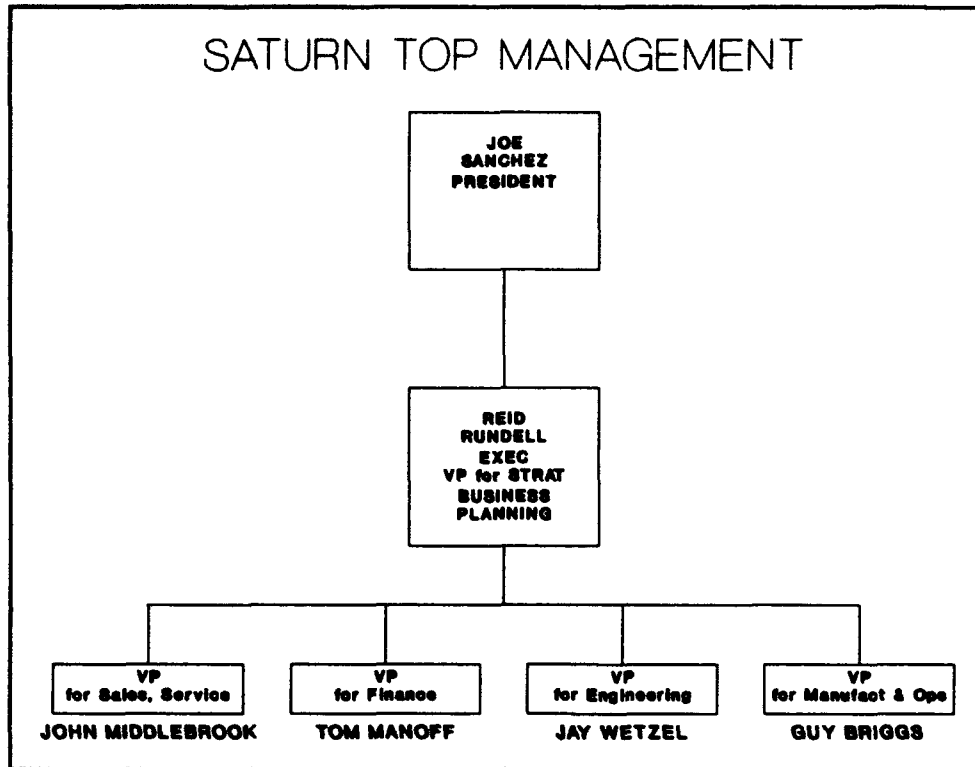 SATURN TOP MANAGEMENT
JOE
SANCHEZ
PRESIDENT
REID
RUNDELL
EXEC
VP for STRAT
BUSINESS
PLANNING
VP
for Sales, Service
JOHN MIDDLEBROOK
VP
for Finance
TOM MANOFF
VP
for Engineering
JAY WETZEL
VP
for Manufact & Ops
GUY BRIGGS